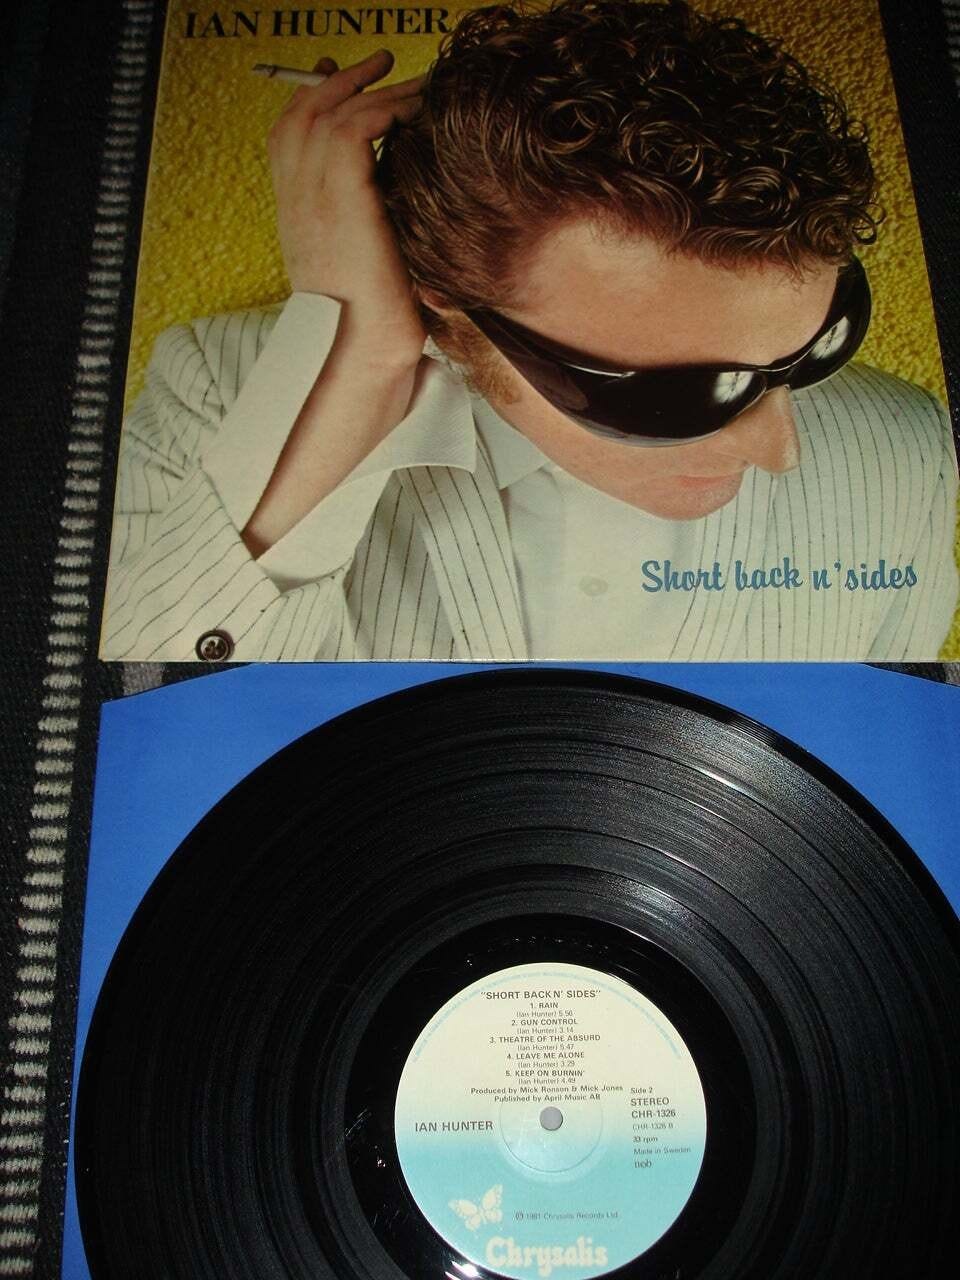 IAN HUNTER
Short back n' sides
"SHORT BACK N' SIDES"
1. RAIN
(Ian Hunter) 5.56
2. GUN CONTROL
(Ian Hunter) 3.14
3. THEATRE OF THE ABSURD
(Ian Hunter) 5.47
4. LEAVE ME ALONE
(Ian Hunter) 3.29
5. KEEP ON BURNIN'
(Ian Hunter) 4.49
Produced by Mick Ronson & Mick Jones
Published by April Music AB
Side 2
STEREO
CHR-1326
CHR-1326 B
33 rpm
Made in Sweden
ncb
IAN HUNTER
℗ 1981 Chrysalis Records Ltd.
Chrysalis